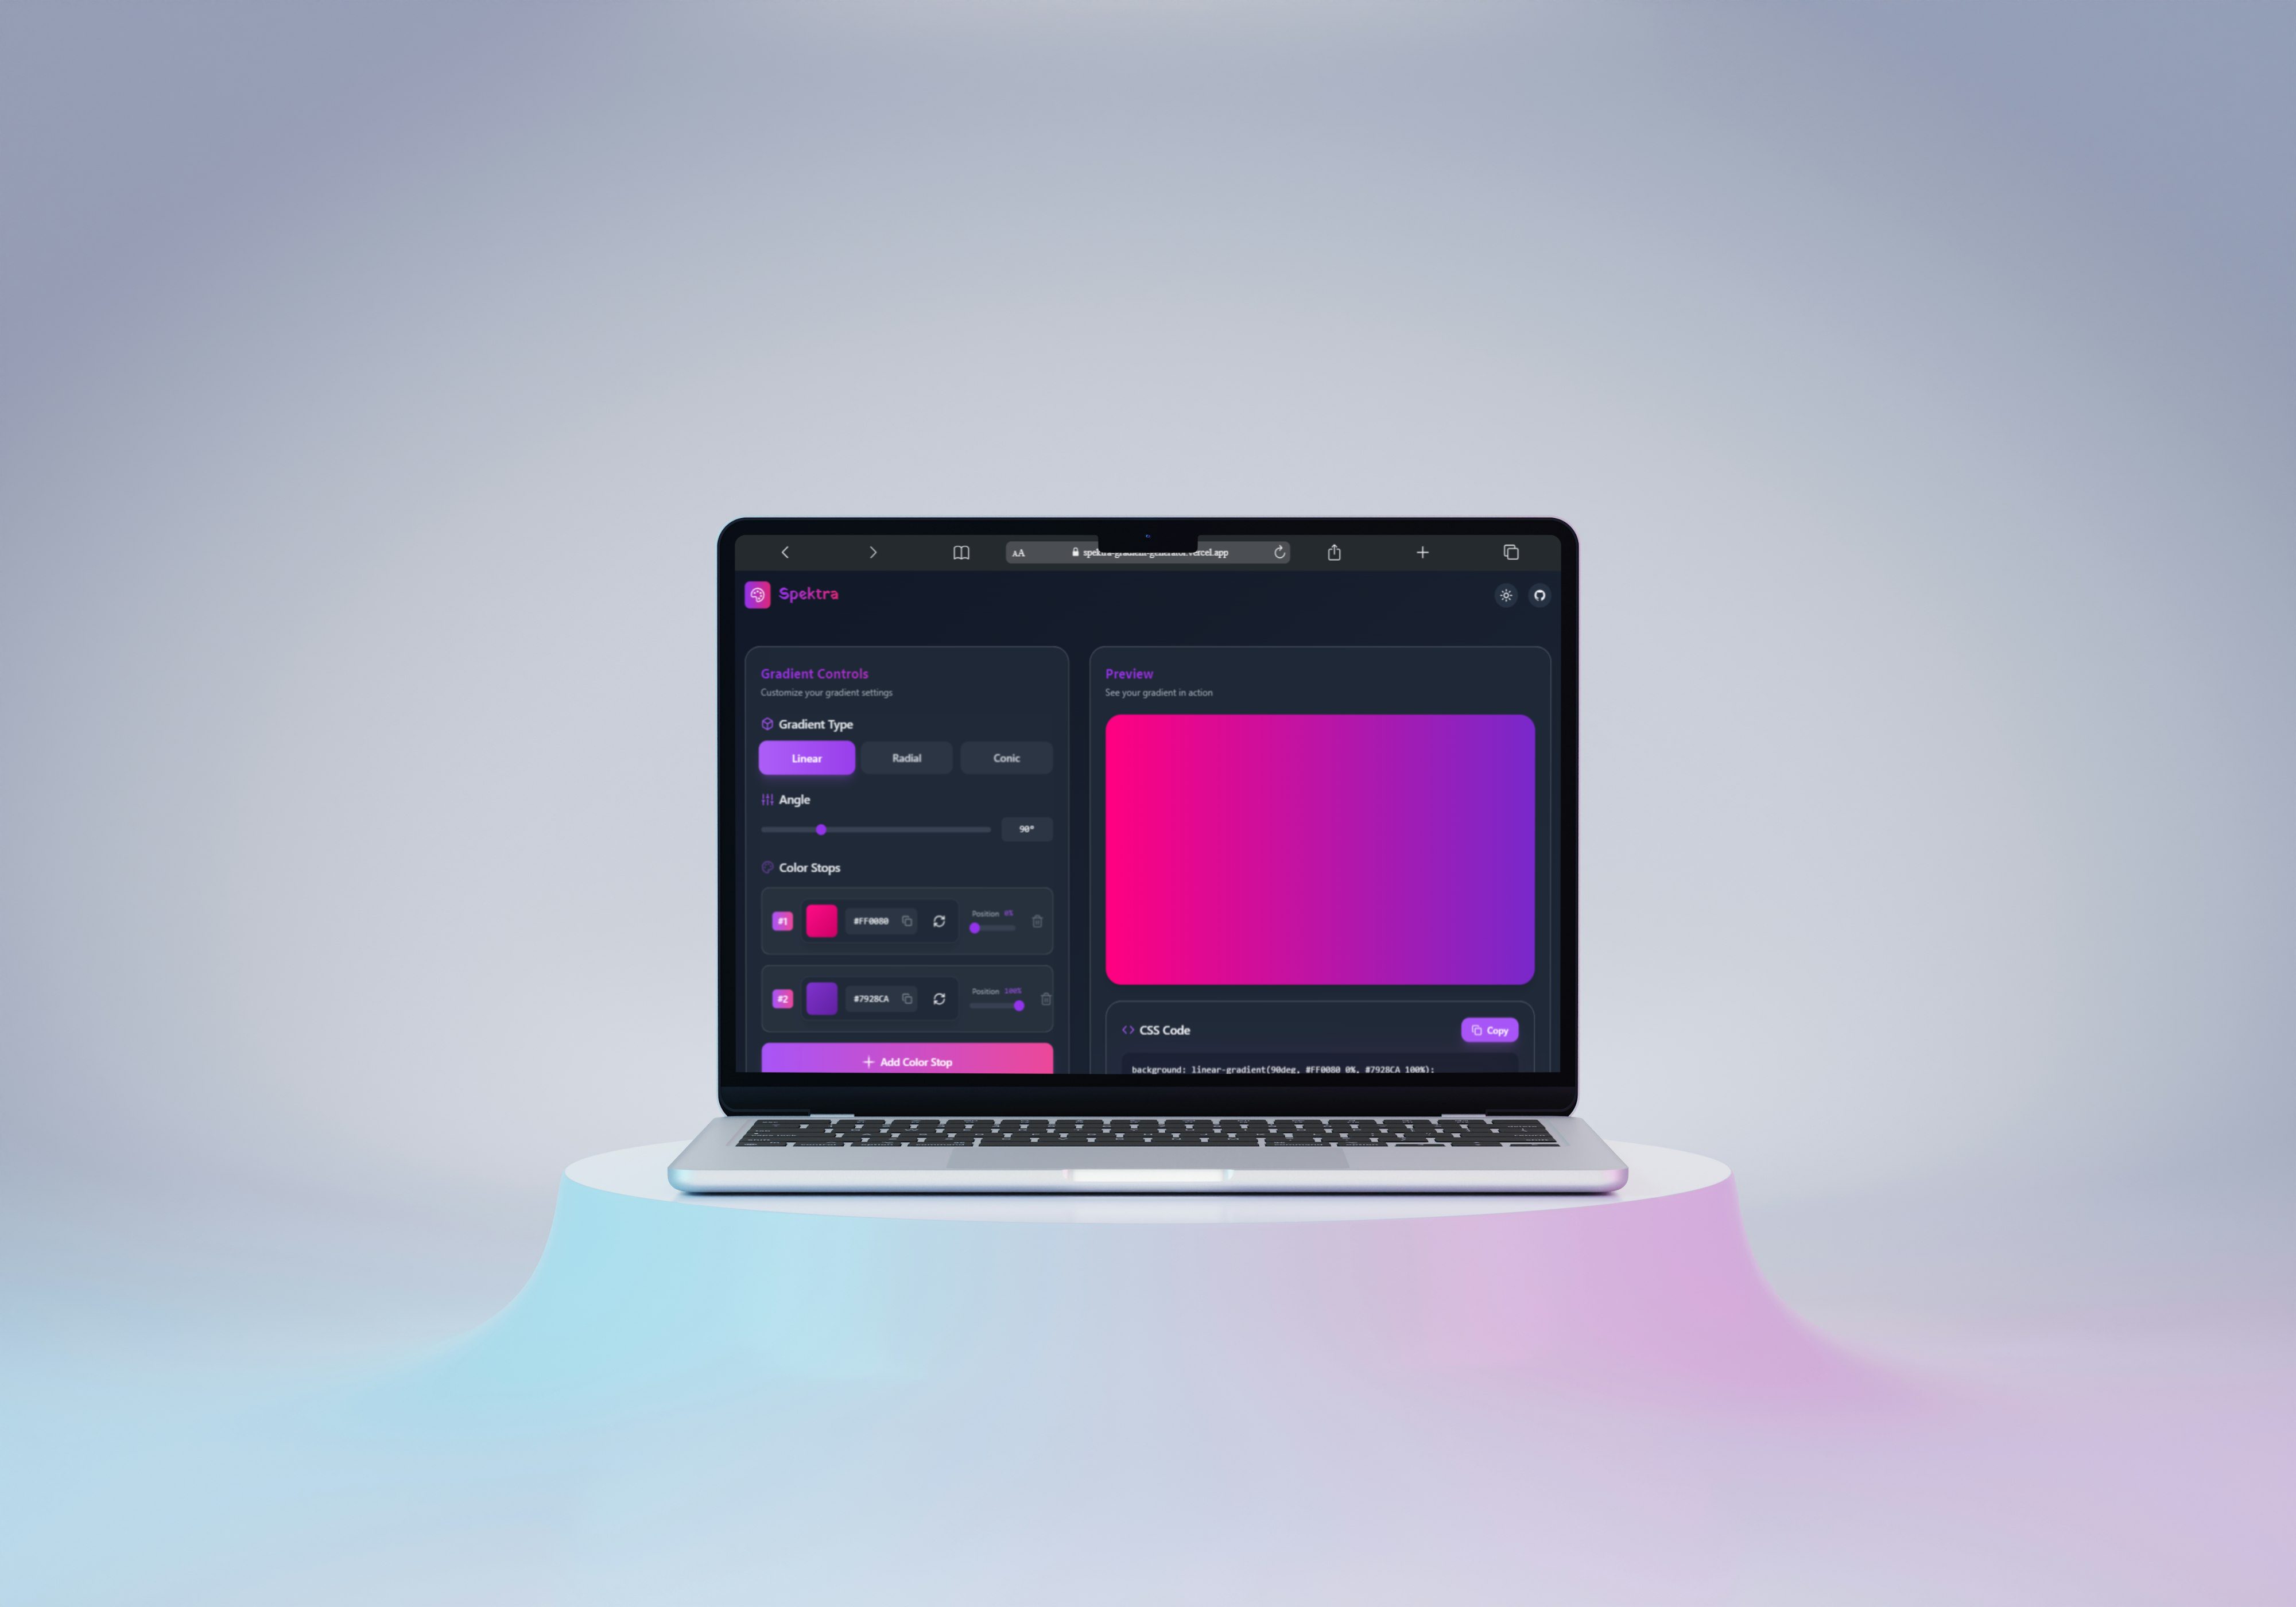 AA spektra-gradient-generator.vercel.app
Spektra
Gradient Controls
Customize your gradient settings
Gradient Type
Linear Radial Conic
Angle
90°
Color Stops
#1 #FF0080 Position 0%
#2 #7928CA Position 100%
Add Color Stop
Preview
See your gradient in action
CSS Code Copy
background: linear-gradient(90deg, #FF0080 0%, #7928CA 100%);